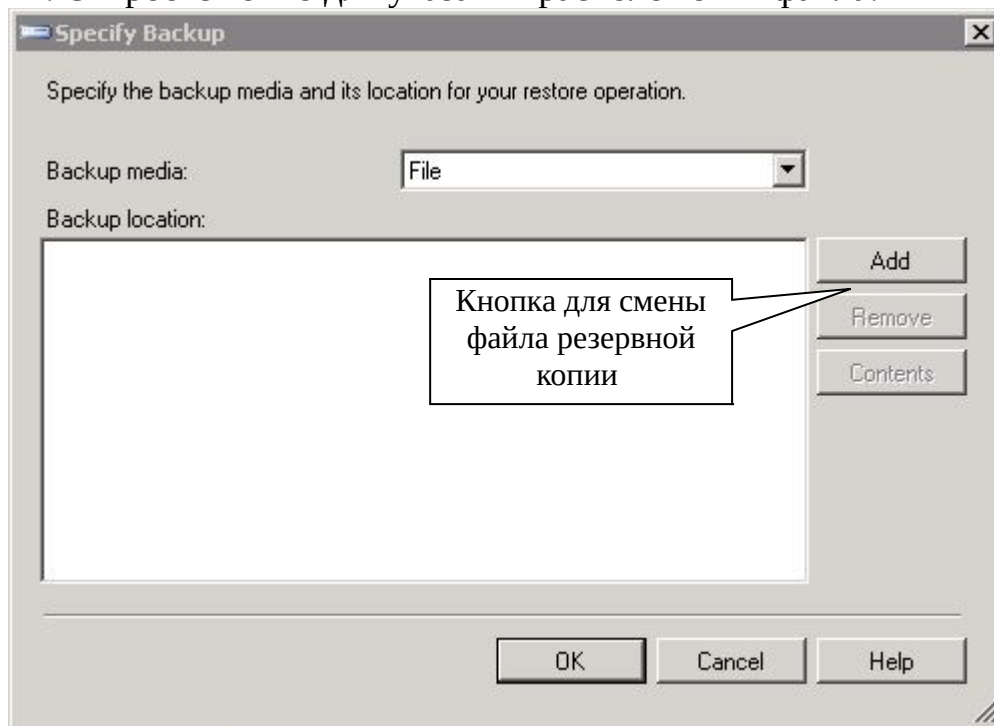 Specify Backup
Specify the backup media and its location for your restore operation.
Backup media:
File
Backup location:
Add
Кнопка для смены
файла резервной
копии
Remove
Contents
OK
Cancel
Help